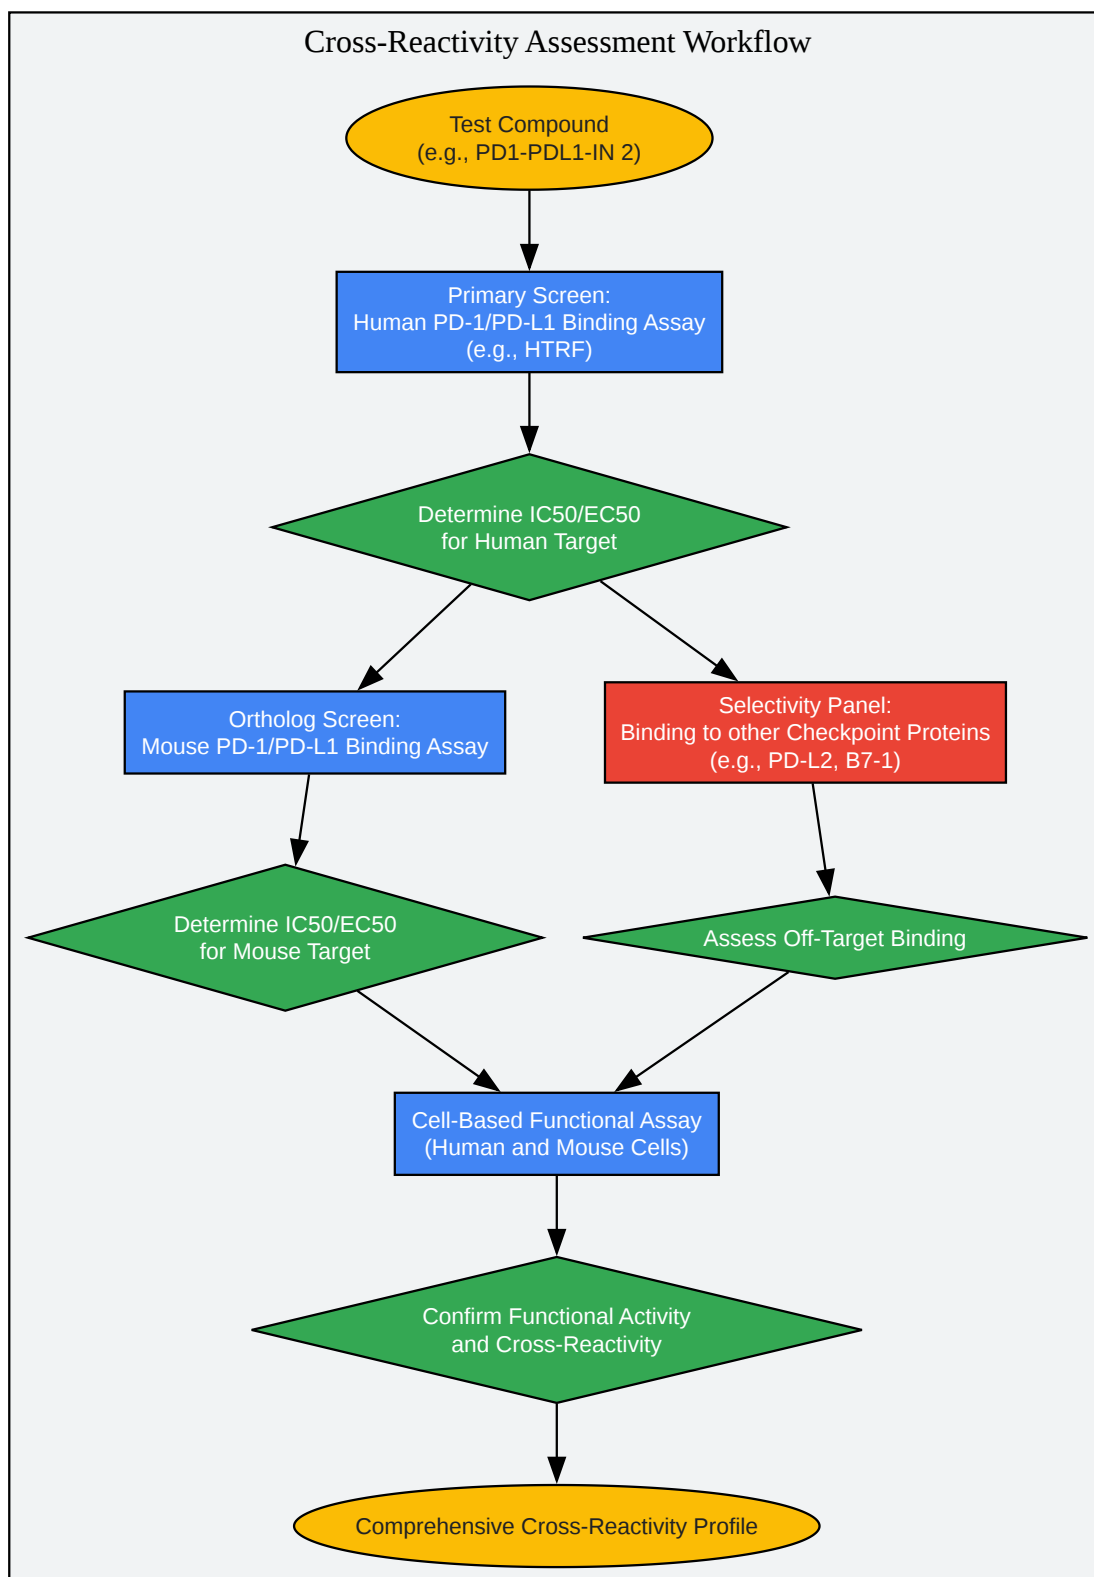 Cross-Reactivity Assessment Workflow
Test Compound
(e.g., PD1-PDL1-IN 2)
Primary Screen:
Human PD-1/PD-L1 Binding Assay
(e.g., HTRF)
Determine IC50/EC50
for Human Target
Ortholog Screen:
Mouse PD-1/PD-L1 Binding Assay
Selectivity Panel:
Binding to other Checkpoint Proteins
(e.g., PD-L2, B7-1)
Determine IC50/EC50
for Mouse Target
Assess Off-Target Binding
Cell-Based Functional Assay
(Human and Mouse Cells)
Confirm Functional Activity
and Cross-Reactivity
Comprehensive Cross-Reactivity Profile